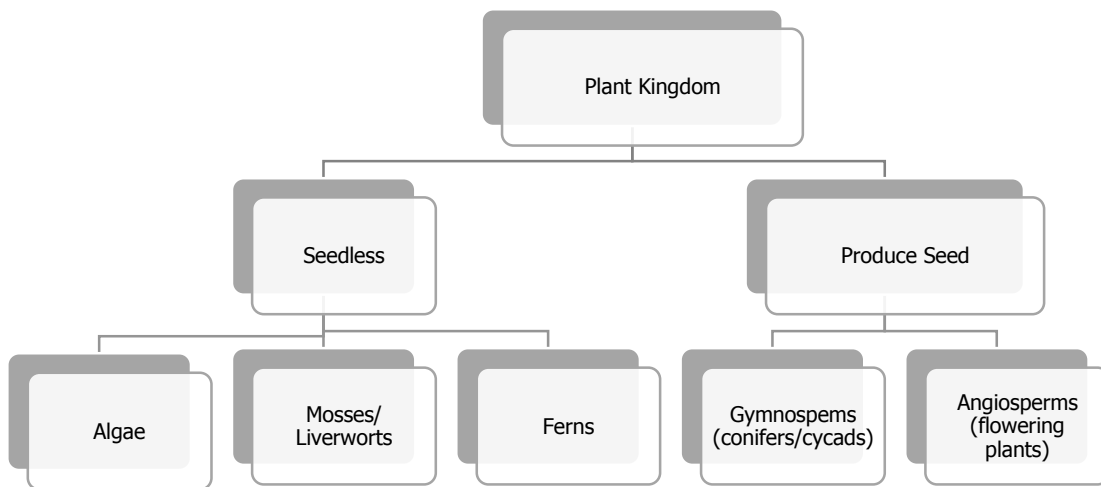 Plant Kingdom
Seedless
Produce Seed
Algae
Mosses/
Liverworts
Ferns
Gymnospems
(conifers/cycads)
Angiosperms
(flowering
plants)